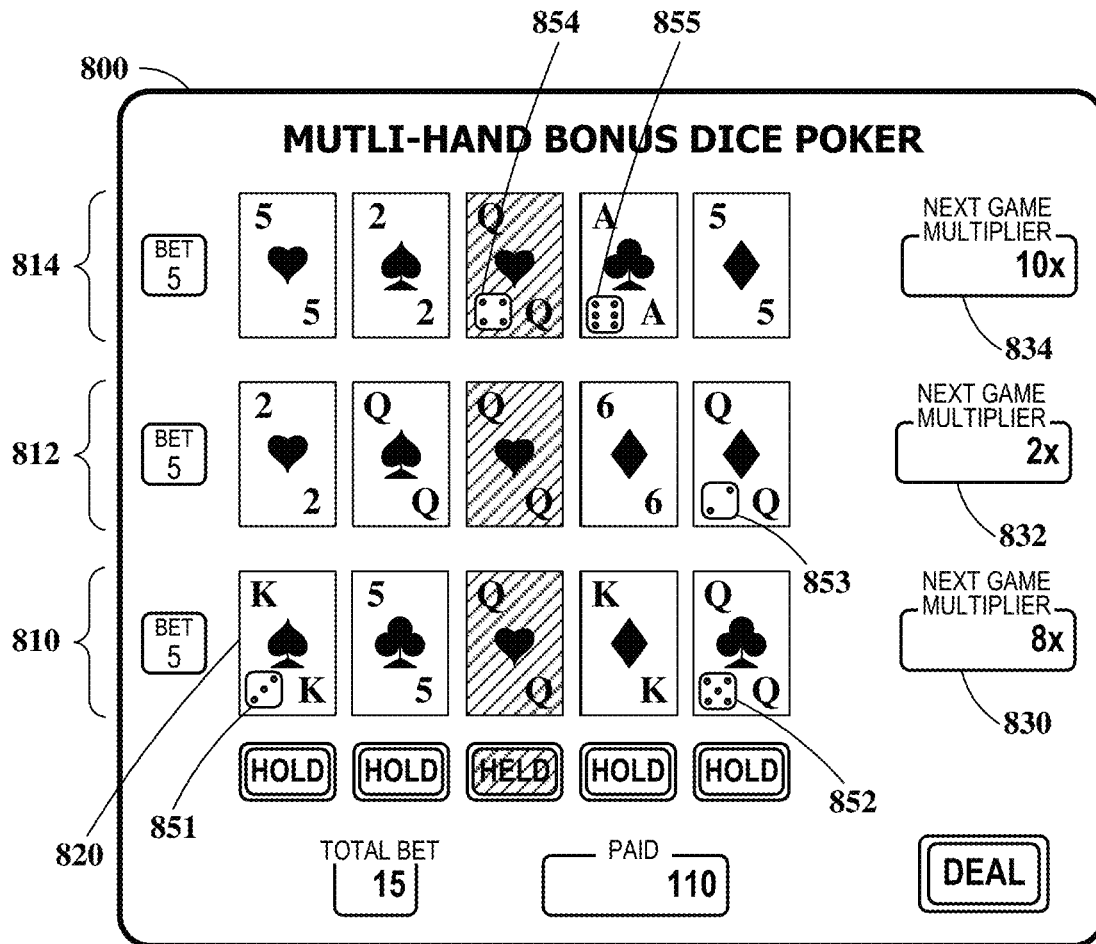 854 855
800
MUTLI-HAND BONUS DICE POKER
814
BET
5
5 5
2 2
Q Q
A A
5 5
NEXT GAME
MULTIPLIER
10x
834
812
BET
5
2 2
Q Q
Q Q
6 6
Q Q
NEXT GAME
MULTIPLIER
2x
832
853
810
BET
5
K K
5 5
Q Q
K K
Q Q
NEXT GAME
MULTIPLIER
8x
830
HOLD HOLD HELD HOLD HOLD
851
852
820
TOTAL BET
15
PAID
110
DEAL